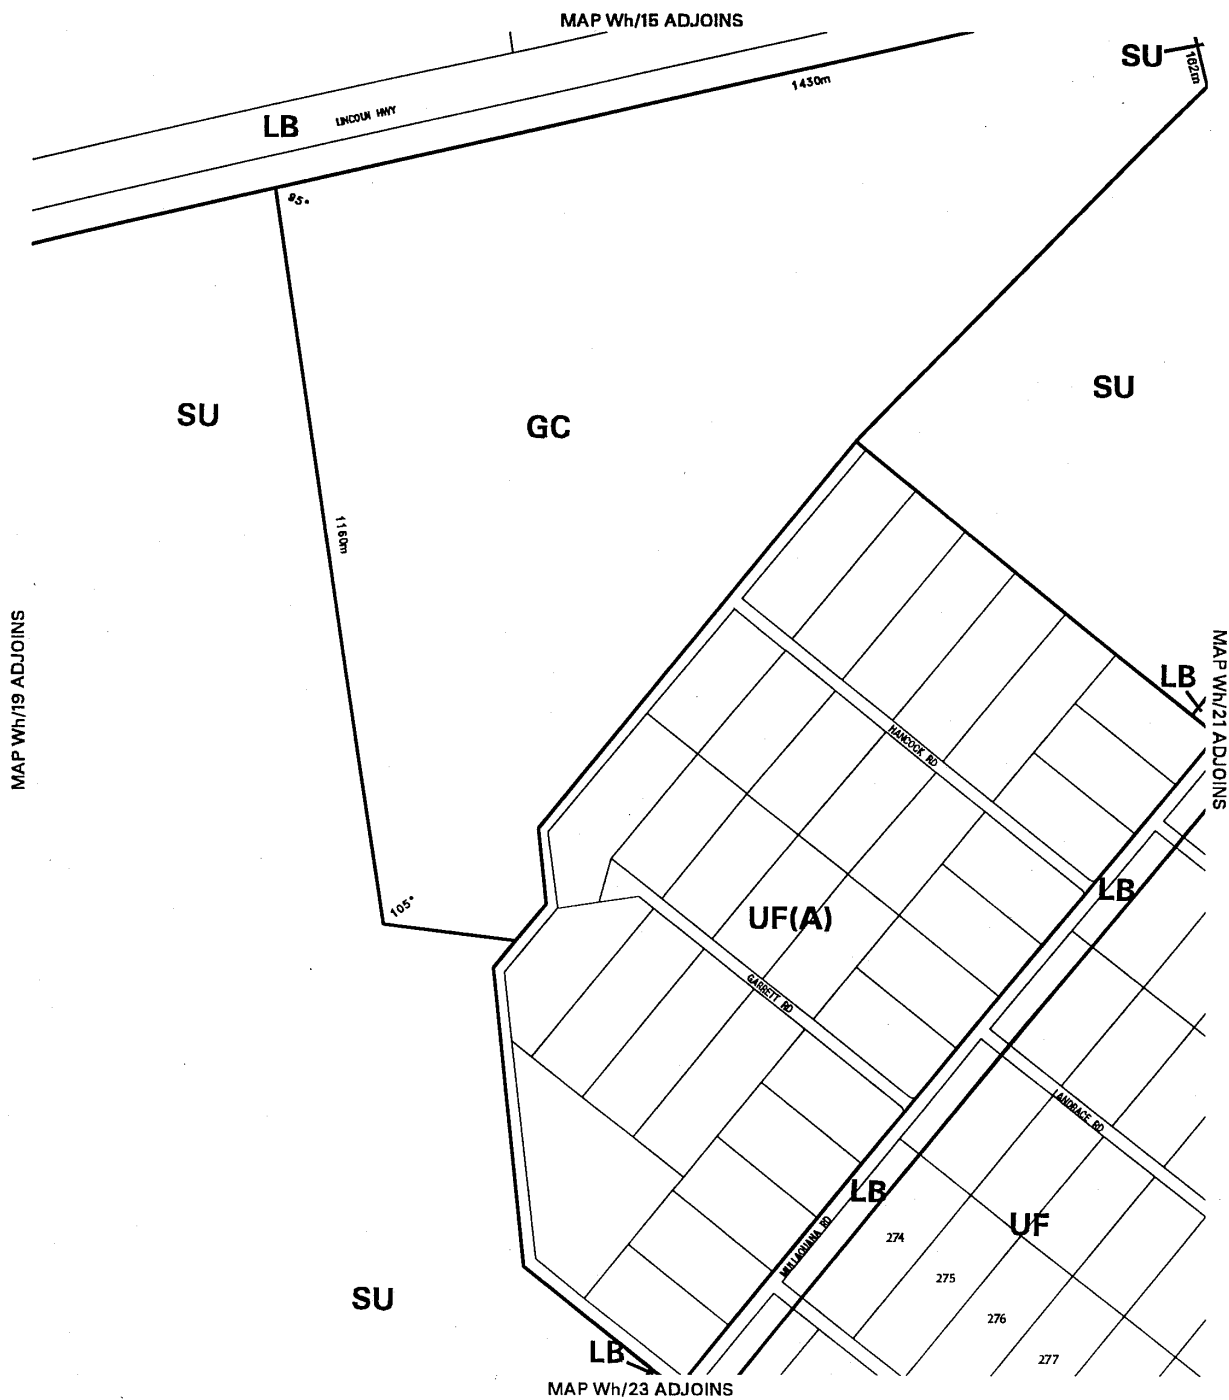 MAP Wh/15 ADJOINS
SU
162m
1430m
LB
LINCOLN HWY
95°
SU
SU
GC
1160m
MAP Wh/19 ADJOINS
MAP Wh/21 ADJOINS
LB
HANCOCK RD
LB
105°
UF(A)
GARRETT RD
LANDRACE RD
LB
UF
MULLAQUANA RD
274
275
276
277
SU
LB
MAP Wh/23 ADJOINS